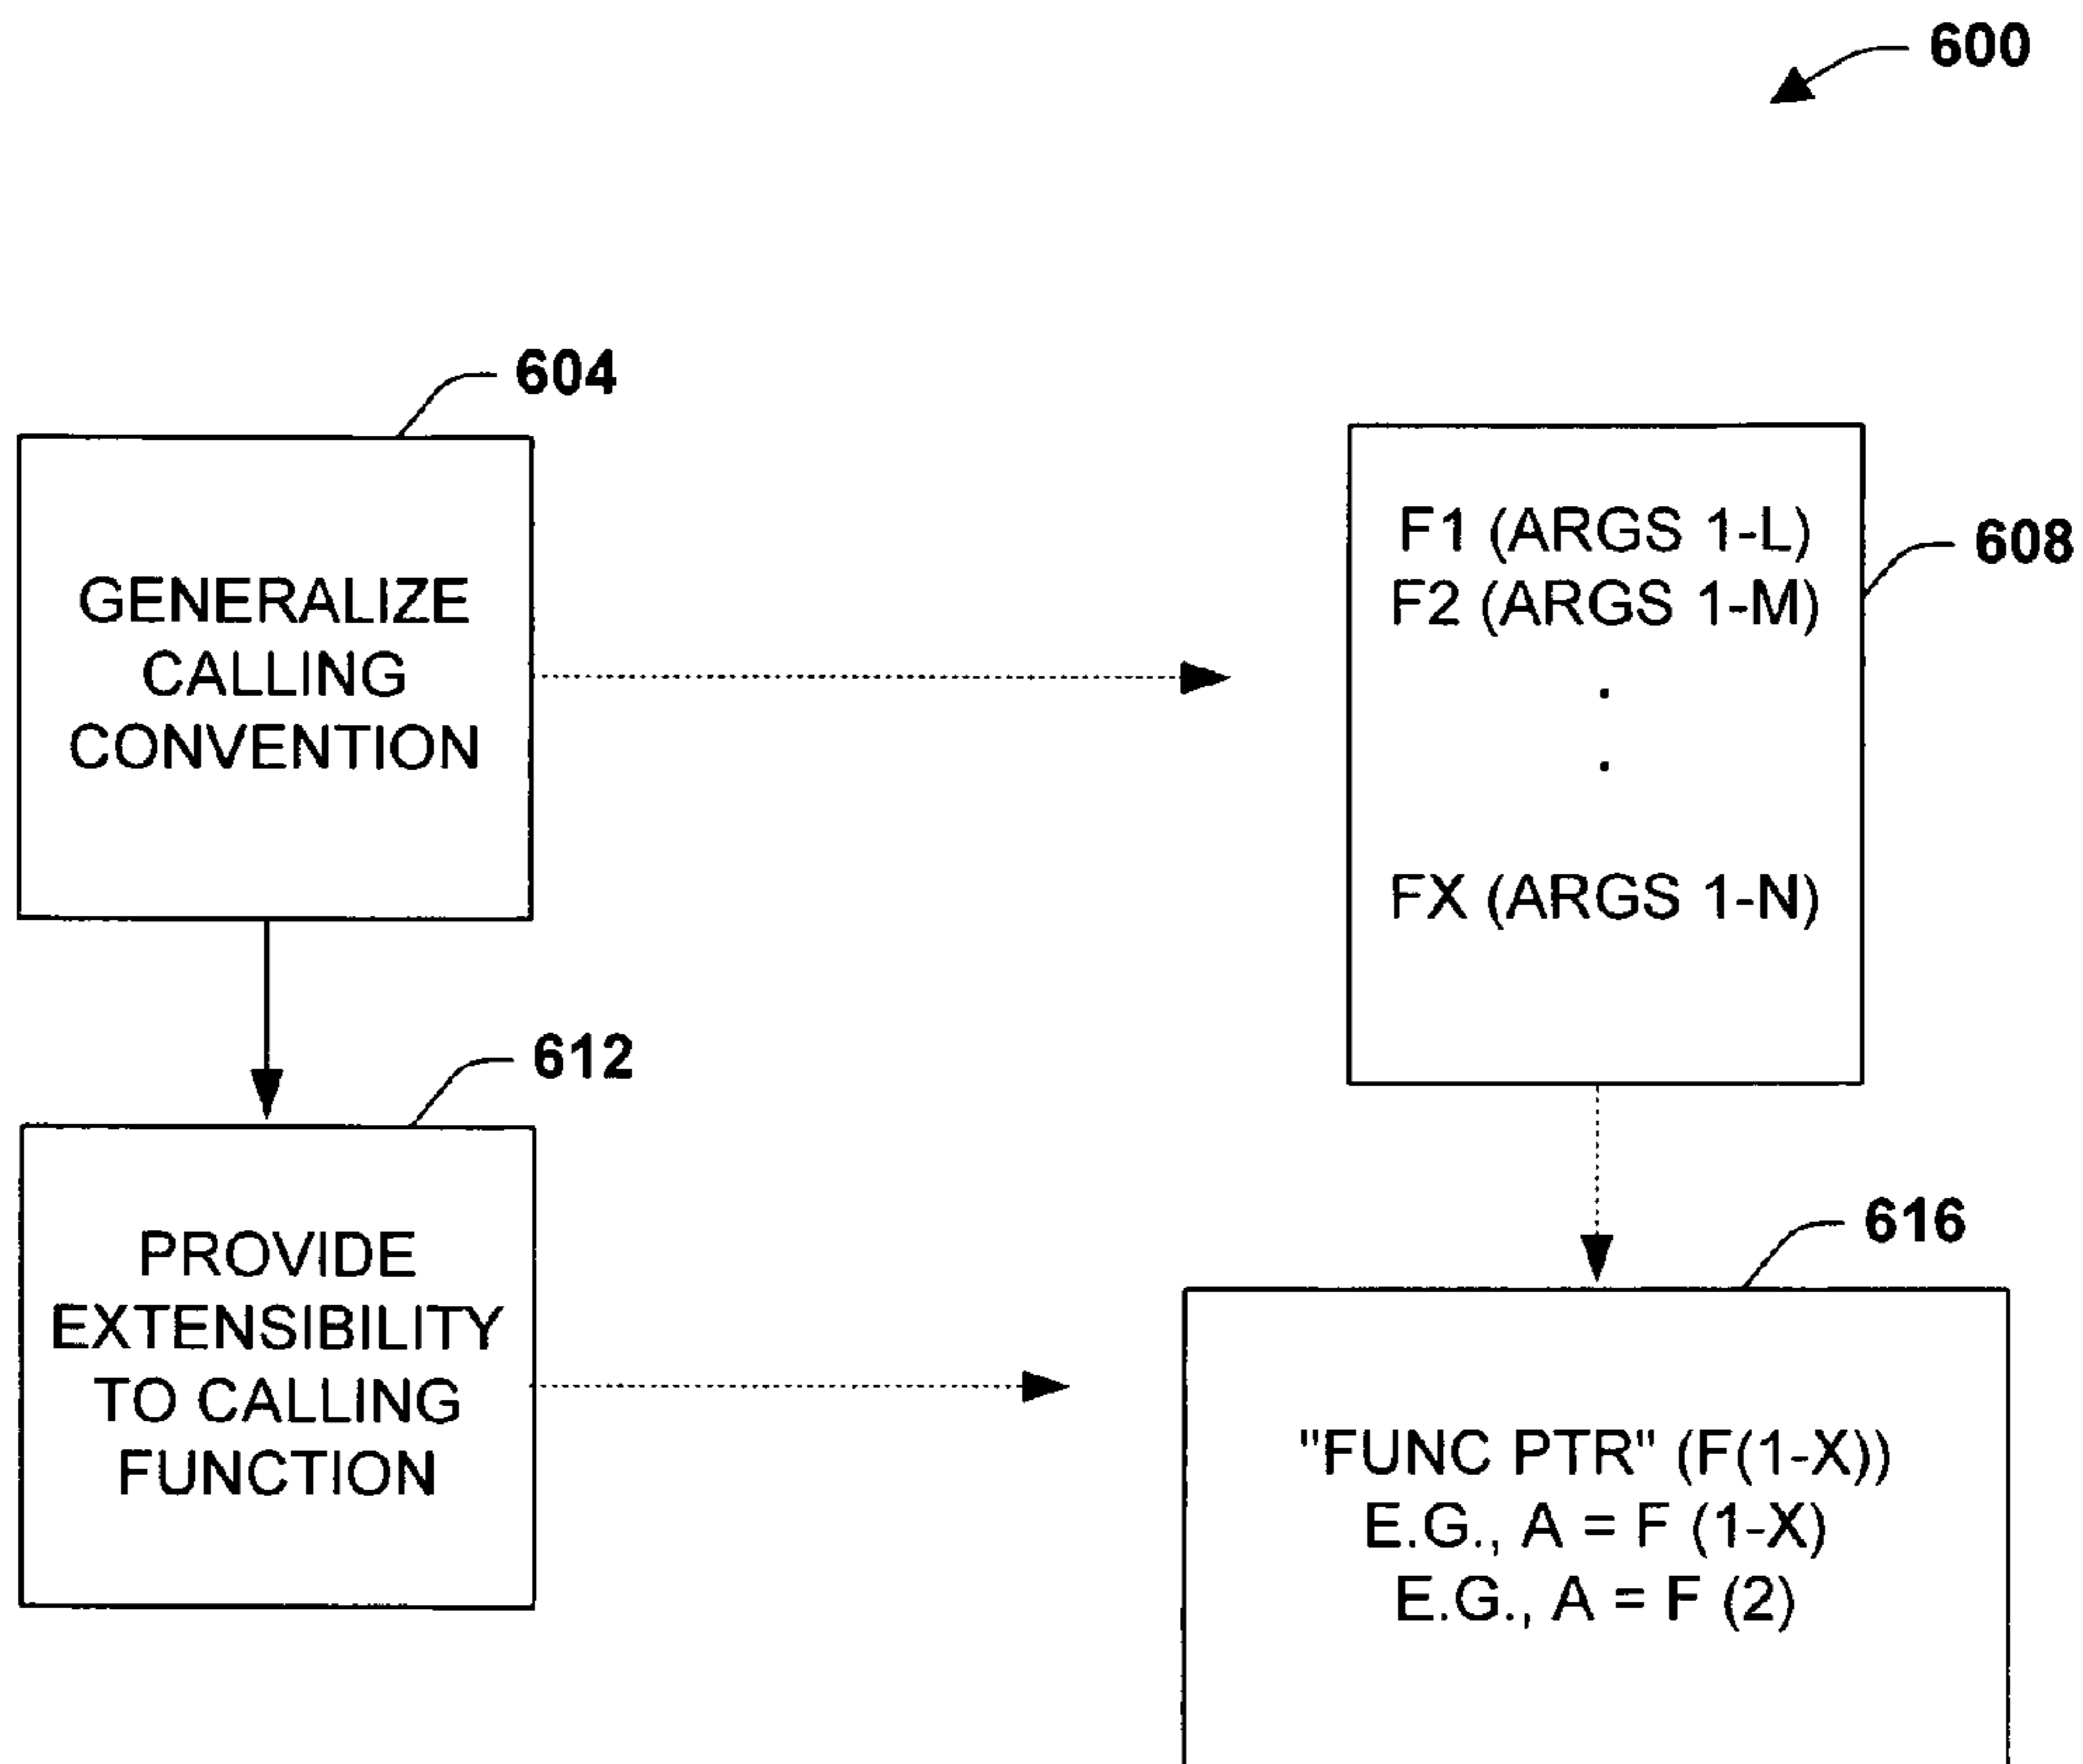 600
604
GENERALIZE
CALLING
CONVENTION
F1 (ARGS 1-L)
F2 (ARGS 1-M)
.
.
FX (ARGS 1-N)
608
612
PROVIDE
EXTENSIBILITY
TO CALLING
FUNCTION
616
"FUNC PTR" (F(1-X))
E.G., A = F (1-X)
E.G., A = F (2)